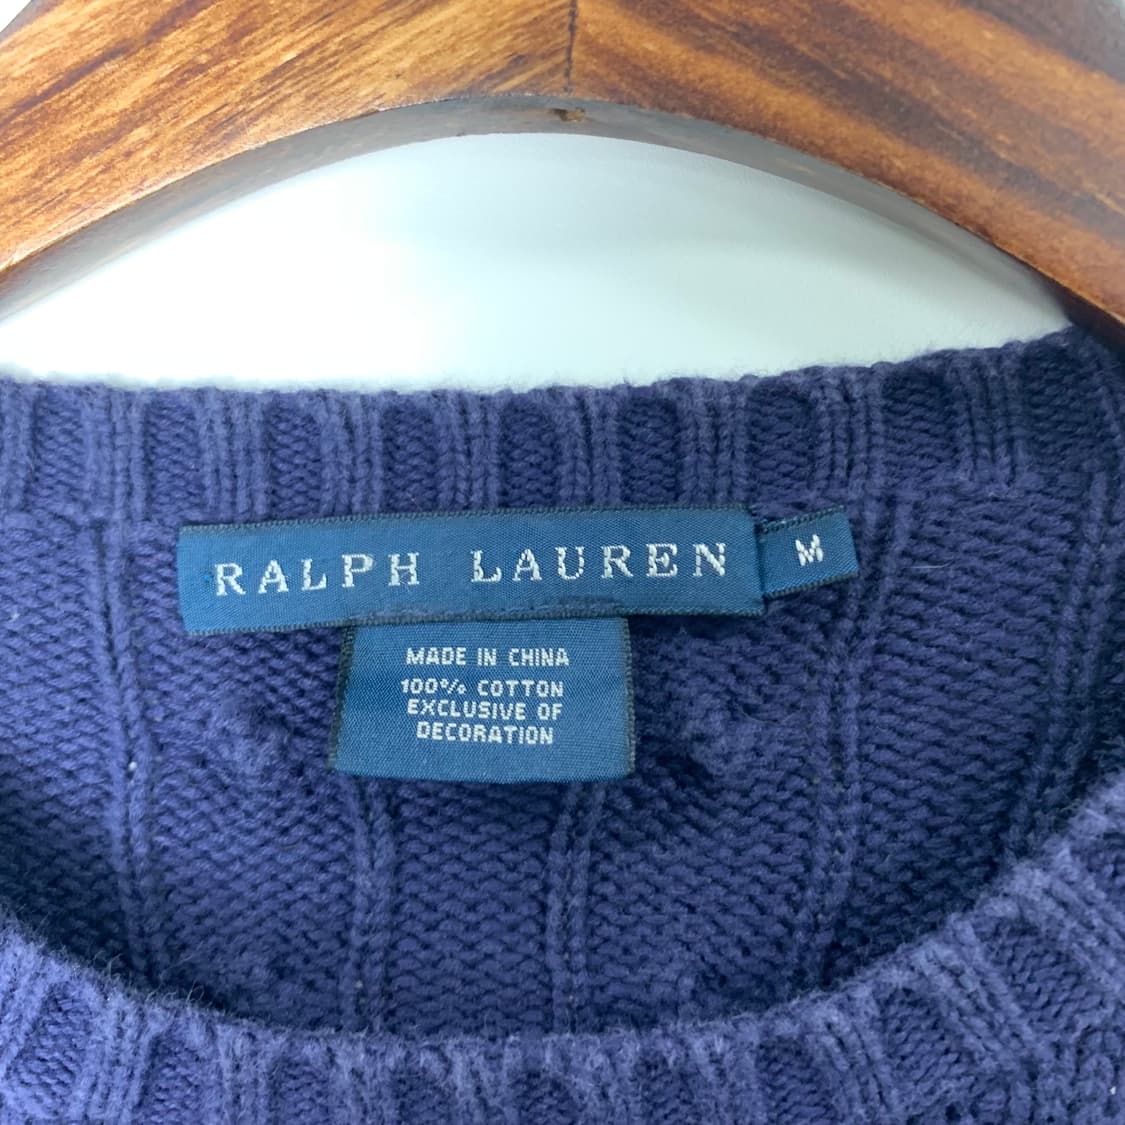 RALPH LAUREN
M
MADE IN CHINA
100% COTTON
EXCLUSIVE OF
DECORATION